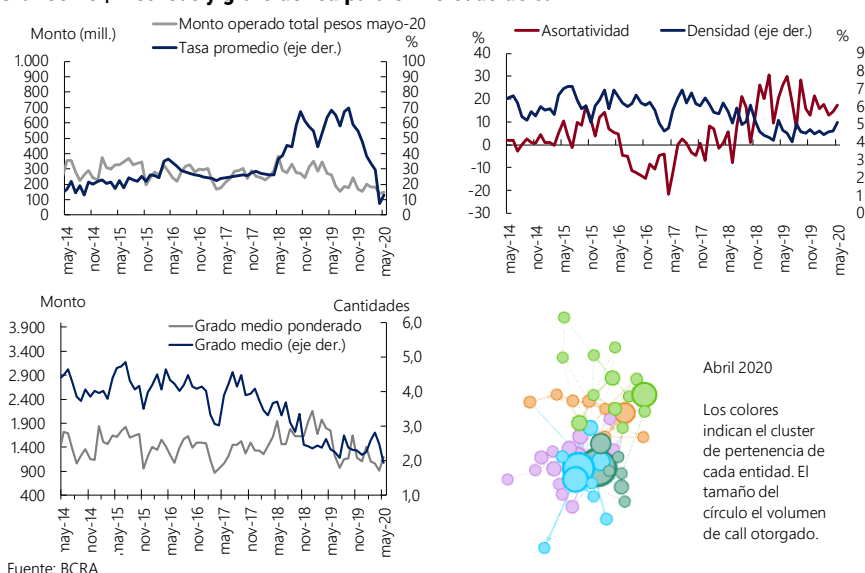 Monto (mill.)
Monto operado total pesos mayo-20
Tasa promedio (eje der.)
%
1.000
900
800
700
600
500
400
300
200
100
0
100
90
80
70
60
50
40
30
20
10
0
may-14
nov-14
may-15
nov-15
may-16
nov-16
may-17
nov-17
may-18
nov-18
may-19
nov-19
may-20
%
Asortatividad
Densidad (eje der.)
%
40
30
20
10
0
-10
-20
-30
9
8
7
6
5
4
3
2
1
0
may-14
nov-14
may-15
nov-15
may-16
nov-16
may-17
nov-17
may-18
nov-18
may-19
nov-19
may-20
Monto
Cantidades
Grado medio ponderado
Grado medio (eje der.)
3.900
3.400
2.900
2.400
1.900
1.400
900
400
6,0
5,0
4,0
3,0
2,0
1,0
may-14
nov-14
may-15
nov-15
may-16
nov-16
may-17
nov-17
may-18
nov-18
may-19
nov-19
may-20
Abril 2020
Los colores
indican el cluster
de pertenencia de
cada entidad. El
tamaño del
círculo el volumen
de call otorgado.
Fuente: BCRA